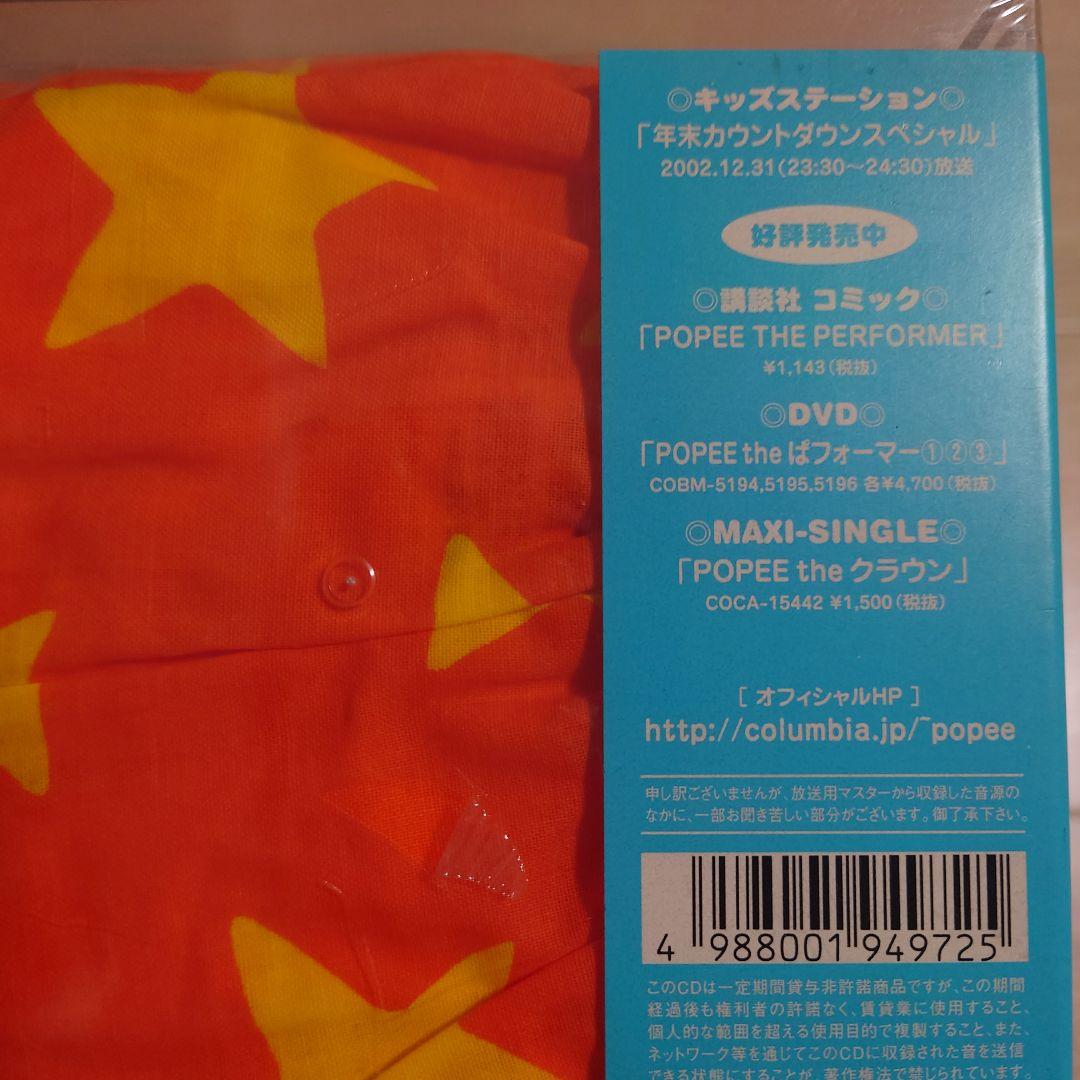 ◎キッズステーション◎
「年末カウントダウンスペシャル」
2002.12.31(23:30〜24:30)放送
好評発売中
◎講談社 コミック◎
「POPEE THE PERFORMER」
¥1,143(税抜)
◎DVD◎
「POPEE the ぱフォーマー①②③」
COBM-5194,5195,5196 各¥4,700(税抜)
◎MAXI-SINGLE◎
「POPEE the クラウン」
COCA-15442 ¥1,500(税抜)
[ オフィシャルHP ]
http://columbia.jp/~popee
申し訳ございませんが、放送用マスターから収録した音源の
なかに、一部お聞き苦しい部分がございます。御了承下さい。
4 988001 949725
このCDは一定期間貸与非許諾商品ですが、この期間
経過後も権利者の許諾なく、賃貸業に使用すること、
個人的な範囲を超える使用目的で複製すること、また、
ネットワーク等を通じてこのCDに収録された音を送信
できる状態にすることが、著作権法で禁じられています。